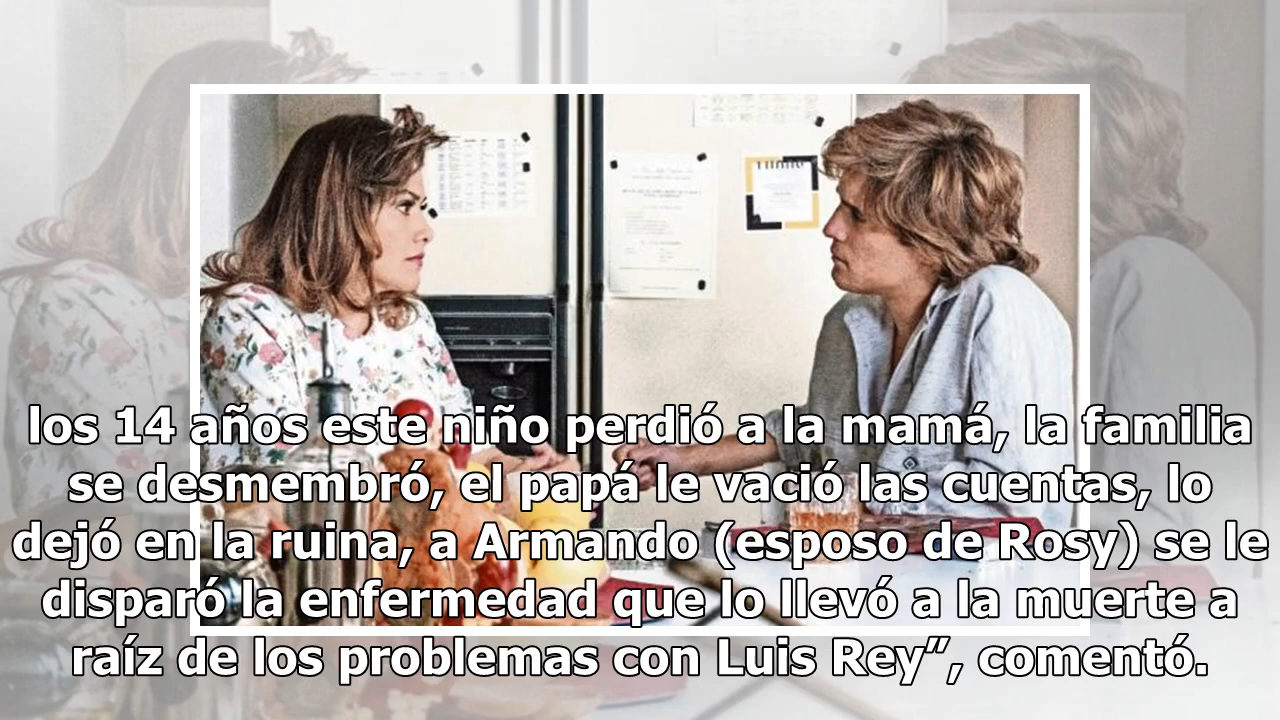 los 14 años este niño perdió a la mamá, la familia
se desmembró, el papá le vació las cuentas, lo
dejó en la ruina, a Armando (esposo de Rosy) se le
disparó la enfermedad que lo llevó a la muerte a
raíz de los problemas con Luis Rey”, comentó.